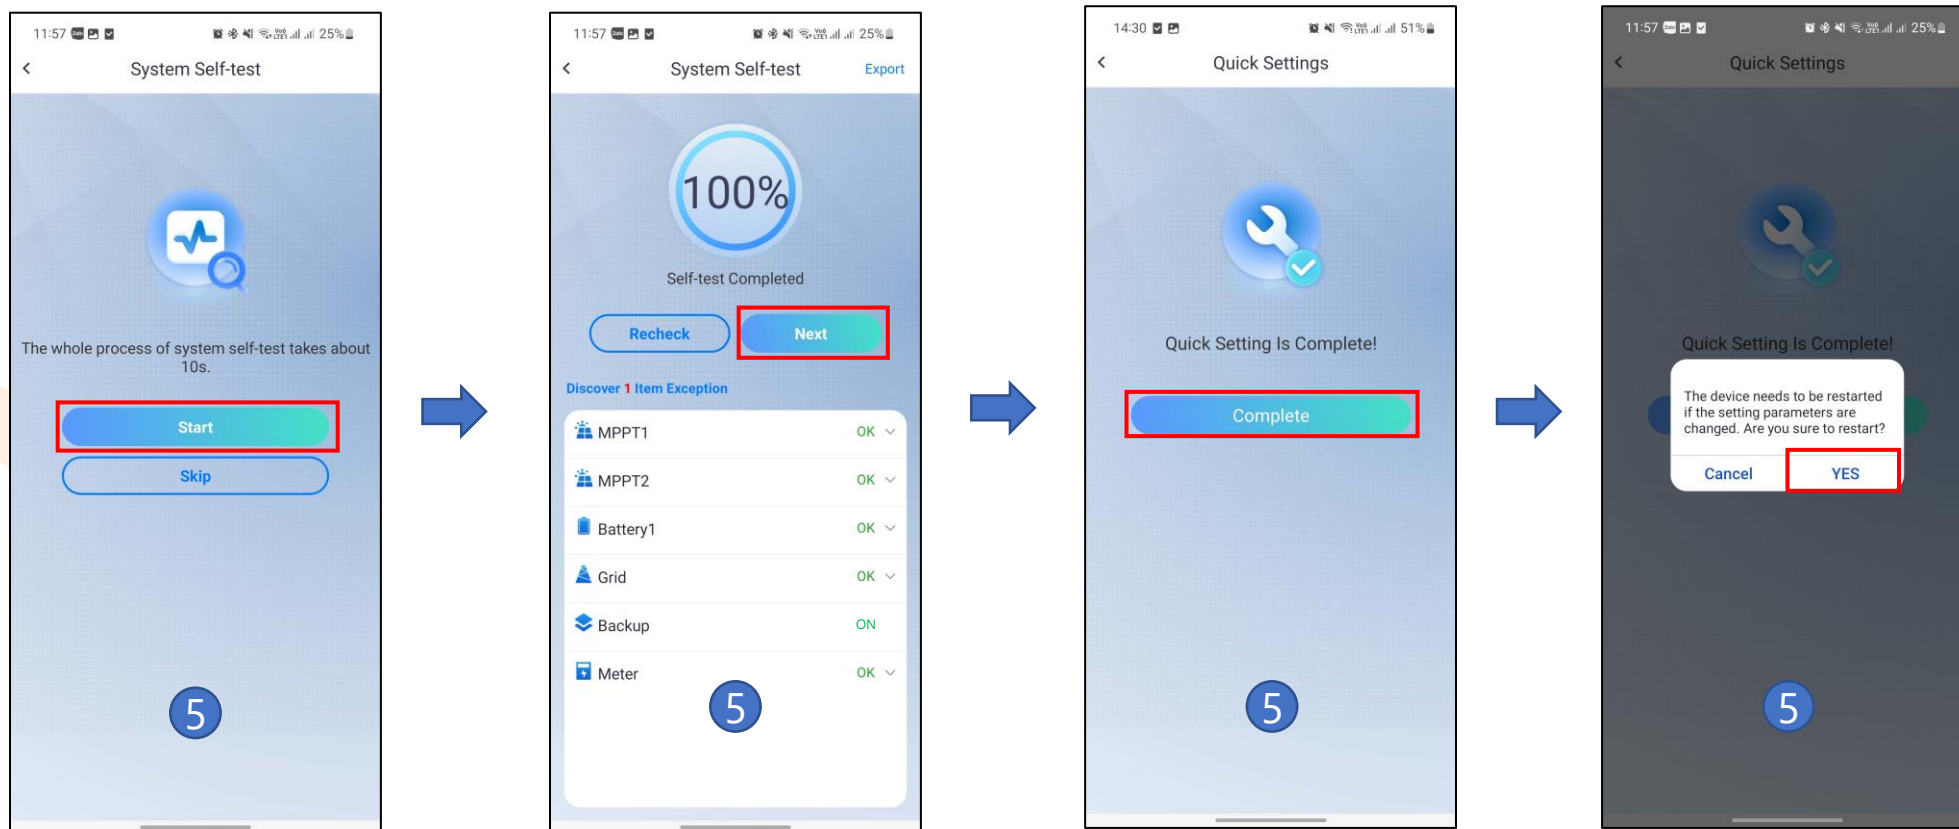 11:57
25%
System Self-test
The whole process of system self-test takes about
10s.
Start
Skip
5
11:57
25%
System Self-test
Export
100%
Self-test Completed
Recheck
Next
Discover 1 Item Exception
MPPT1
OK
MPPT2
OK
Battery1
OK
Grid
OK
Backup
ON
Meter
OK
5
14:30
51%
Quick Settings
Quick Setting Is Complete!
Complete
5
11:57
25%
Quick Settings
Quick Setting Is Complete!
The device needs to be restarted
if the setting parameters are
changed. Are you sure to restart?
Cancel
YES
5